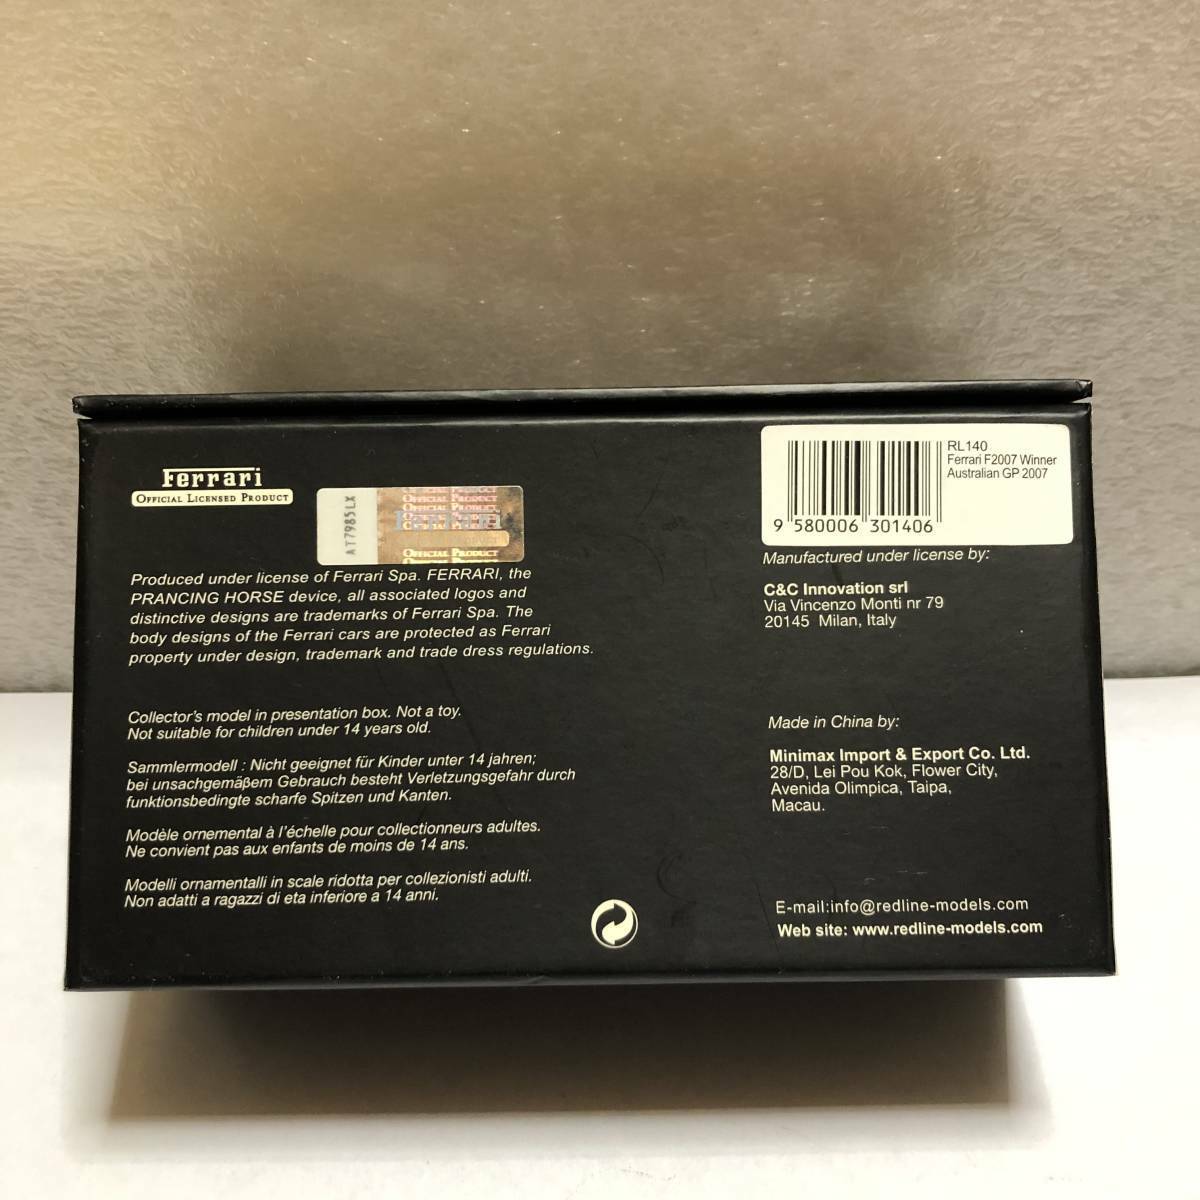 Ferrari
OFFICIAL LICENSED PRODUCT
AT7985LX
OFFICIAL PRODUCT
Ferrari
OFFICIAL PRODUCT
Produced under license of Ferrari Spa. FERRARI, the
PRANCING HORSE device, all associated logos and
distinctive designs are trademarks of Ferrari Spa. The
body designs of the Ferrari cars are protected as Ferrari
property under design, trademark and trade dress regulations.
Collector's model in presentation box. Not a toy.
Not suitable for children under 14 years old.
Sammlermodell : Nicht geeignet für Kinder unter 14 jahren;
bei unsachgemäβem Gebrauch besteht Verletzungsgefahr durch
funktionsbedingte scharfe Spitzen und Kanten.
Modèle ornemental à l'échelle pour collectionneurs adultes.
Ne convient pas aux enfants de moins de 14 ans.
Modelli ornamentalli in scale ridotta per collezionisti adulti.
Non adatti a ragazzi di eta inferiore a 14 anni.
RL140
Ferrari F2007 Winner
Australian GP 2007
9 580006 301406
Manufactured under license by:
C&C Innovation srl
Via Vincenzo Monti nr 79
20145 Milan, Italy
Made in China by:
Minimax Import & Export Co. Ltd.
28/D, Lei Pou Kok, Flower City,
Avenida Olimpica, Taipa,
Macau.
E-mail:info@redline-models.com
Web site: www.redline-models.com